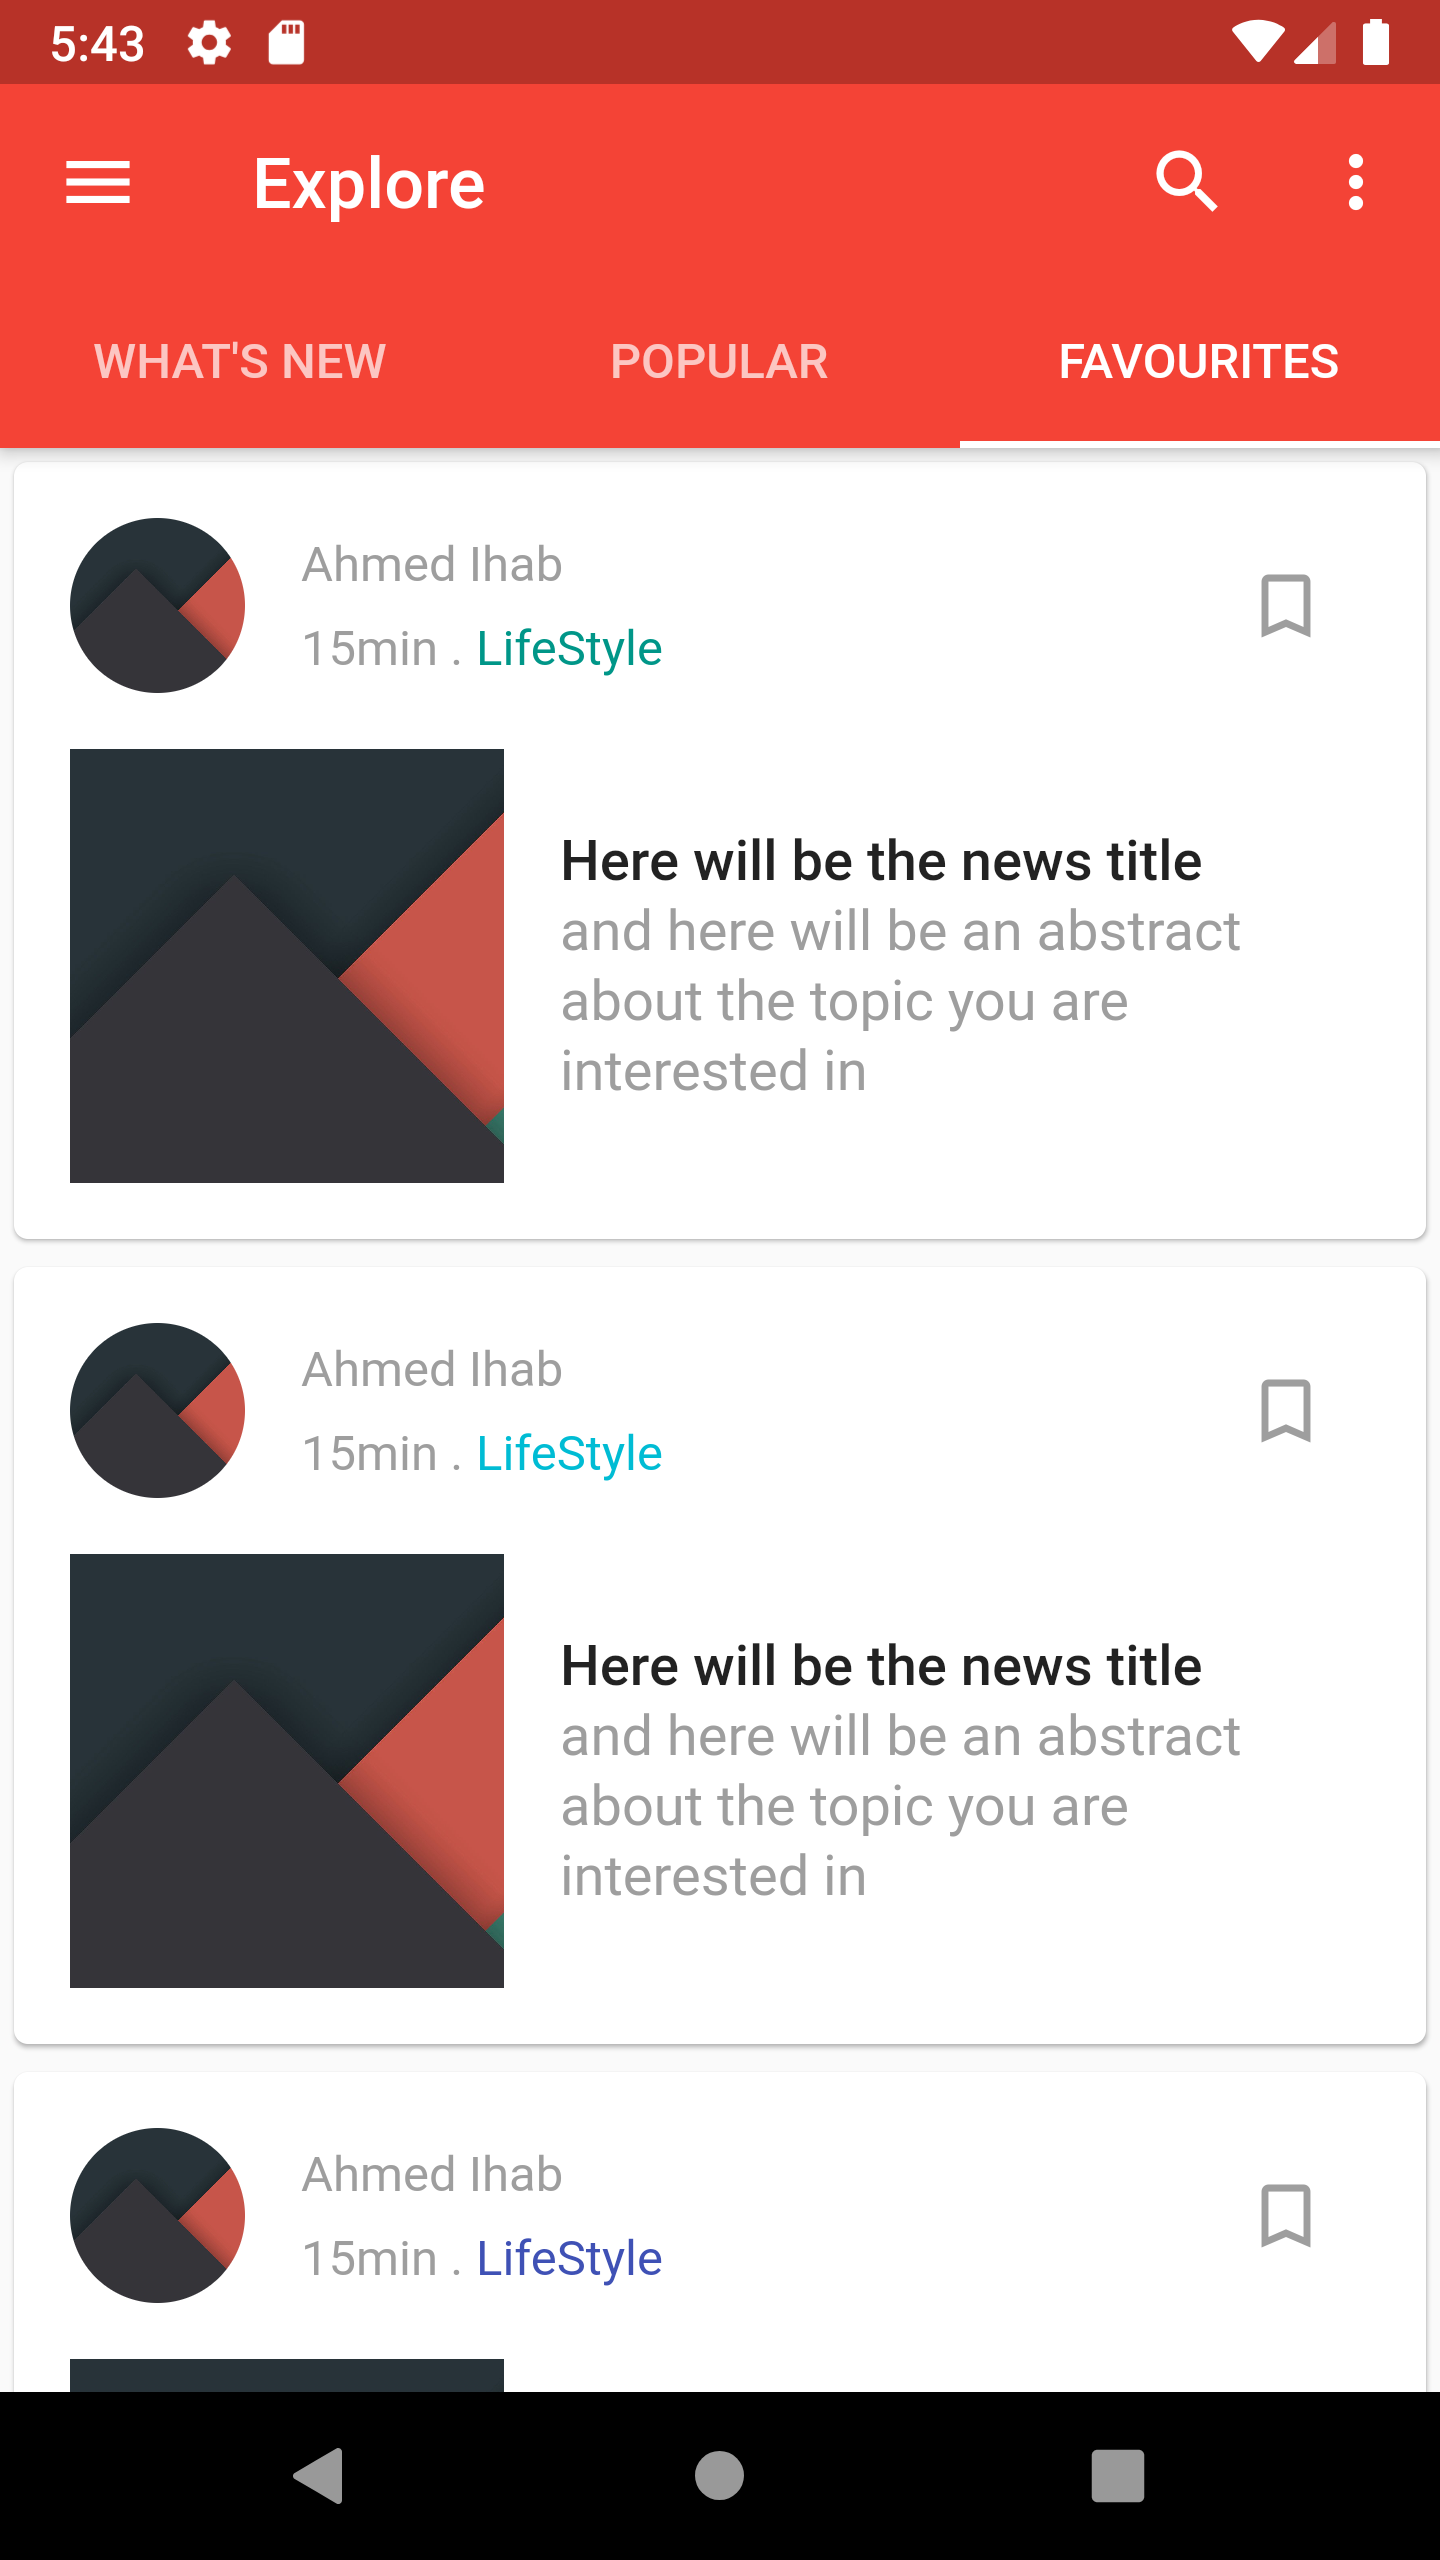 5:43
Explore
WHAT'S NEW
POPULAR
FAVOURITES
Ahmed Ihab
15min . LifeStyle
Here will be the news title
and here will be an abstract
about the topic you are
interested in
Ahmed Ihab
15min . LifeStyle
Here will be the news title
and here will be an abstract
about the topic you are
interested in
Ahmed Ihab
15min . LifeStyle